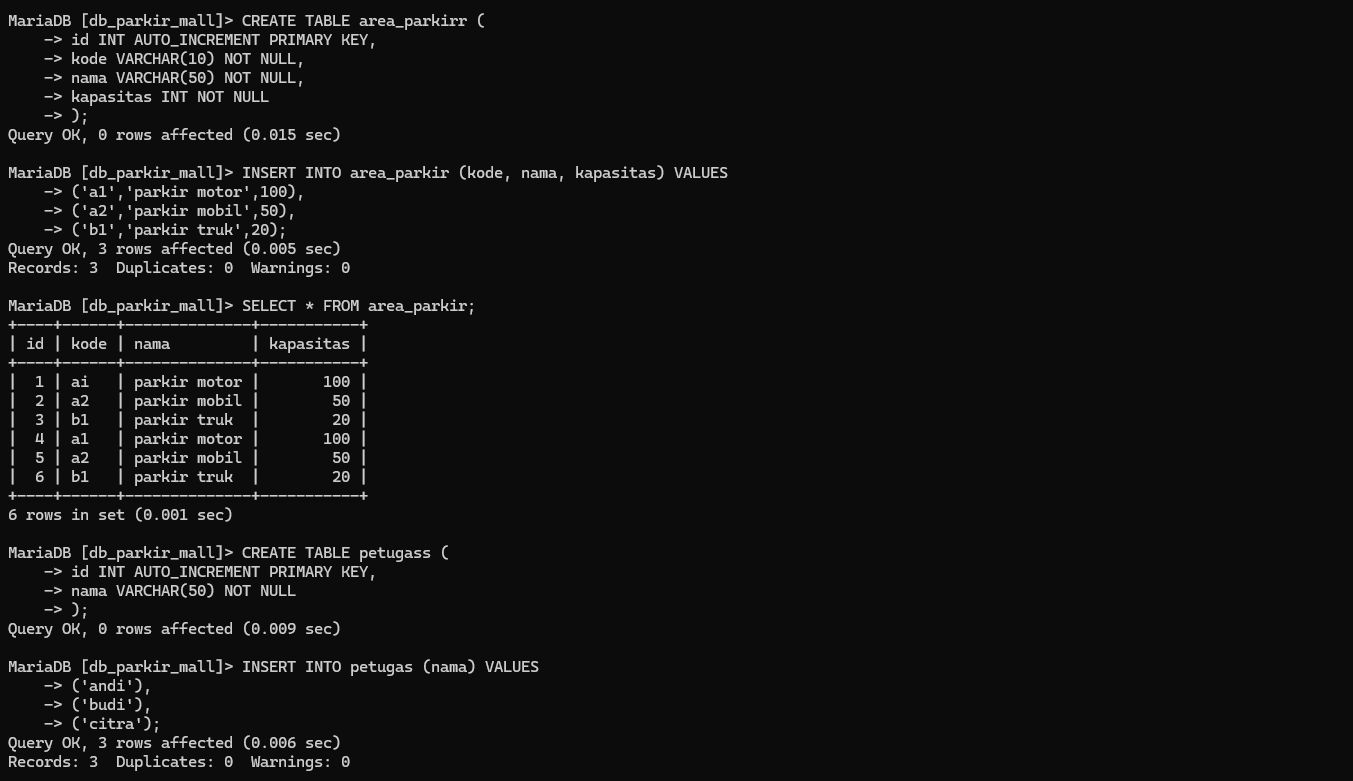 MariaDB [db_parkir_mall]> CREATE TABLE area_parkirr (
    -> id INT AUTO_INCREMENT PRIMARY KEY,
    -> kode VARCHAR(10) NOT NULL,
    -> nama VARCHAR(50) NOT NULL,
    -> kapasitas INT NOT NULL
    -> );
Query OK, 0 rows affected (0.015 sec)

MariaDB [db_parkir_mall]> INSERT INTO area_parkir (kode, nama, kapasitas) VALUES
    -> ('a1','parkir motor',100),
    -> ('a2','parkir mobil',50),
    -> ('b1','parkir truk',20);
Query OK, 3 rows affected (0.005 sec)
Records: 3  Duplicates: 0  Warnings: 0

MariaDB [db_parkir_mall]> SELECT * FROM area_parkir;
+----+------+--------------+-----------+
| id | kode | nama         | kapasitas |
+----+------+--------------+-----------+
|  1 | ai   | parkir motor |       100 |
|  2 | a2   | parkir mobil |        50 |
|  3 | b1   | parkir truk  |        20 |
|  4 | a1   | parkir motor |       100 |
|  5 | a2   | parkir mobil |        50 |
|  6 | b1   | parkir truk  |        20 |
+----+------+--------------+-----------+
6 rows in set (0.001 sec)

MariaDB [db_parkir_mall]> CREATE TABLE petugass (
    -> id INT AUTO_INCREMENT PRIMARY KEY,
    -> nama VARCHAR(50) NOT NULL
    -> );
Query OK, 0 rows affected (0.009 sec)

MariaDB [db_parkir_mall]> INSERT INTO petugas (nama) VALUES
    -> ('andi'),
    -> ('budi'),
    -> ('citra');
Query OK, 3 rows affected (0.006 sec)
Records: 3  Duplicates: 0  Warnings: 0